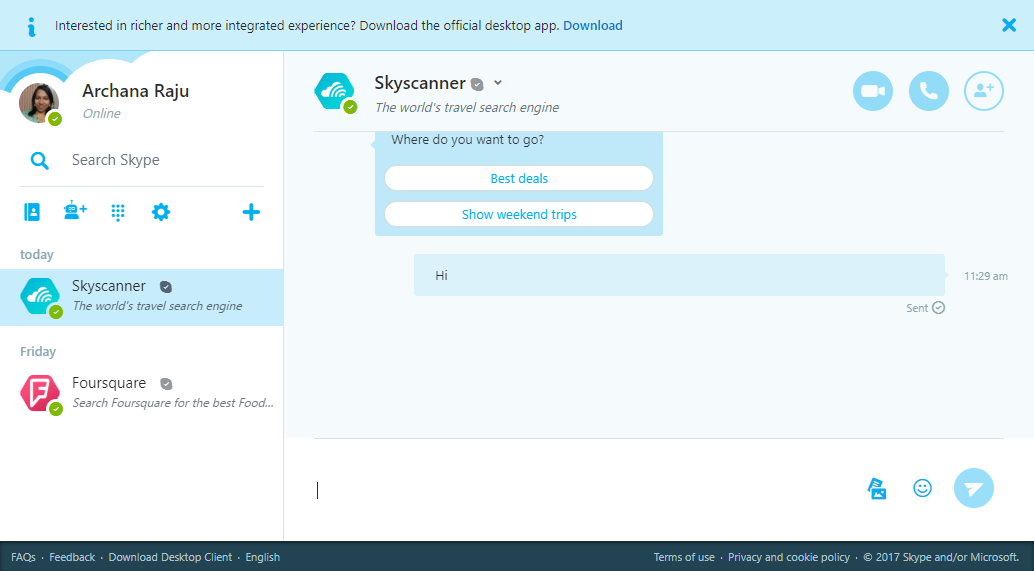 Interested in richer and more integrated experience? Download the official desktop app. Download
Archana Raju
Online
Search Skype
today
Skyscanner
The world's travel search engine
Friday
Foursquare
Search Foursquare for the best Food...
Skyscanner
The world's travel search engine
Where do you want to go?
Best deals
Show weekend trips
Hi
11:29 am
Sent
FAQs · Feedback · Download Desktop Client · English
Terms of use · Privacy and cookie policy · © 2017 Skype and/or Microsoft.